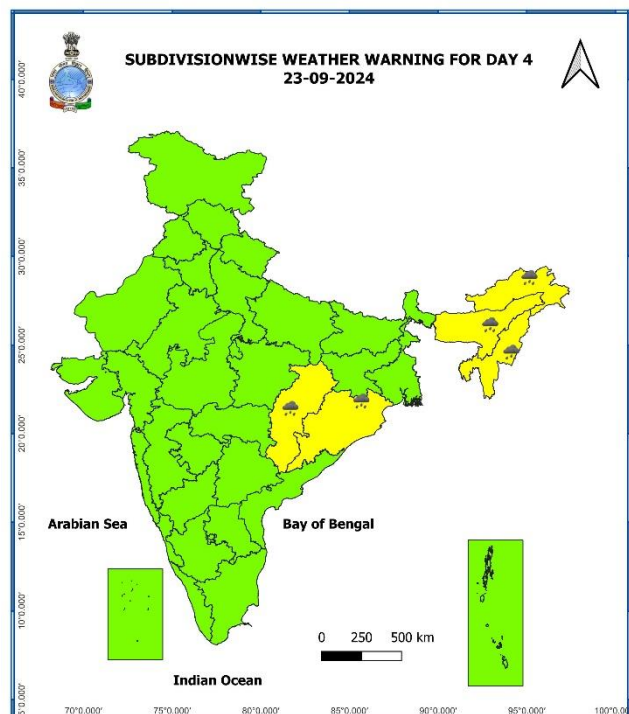 SUBDIVISIONWISE WEATHER WARNING FOR DAY 4
23-09-2024
40°0.000'
35°0.000'
30°0.000'
25°0.000'
20°0.000'
15°0.000'
10°0.000'
5°0.000'
Arabian Sea
Bay of Bengal
0 250 500 km
Indian Ocean
70°0.000' 75°0.000' 80°0.000' 85°0.000' 90°0.000' 95°0.000' 100°0.000'